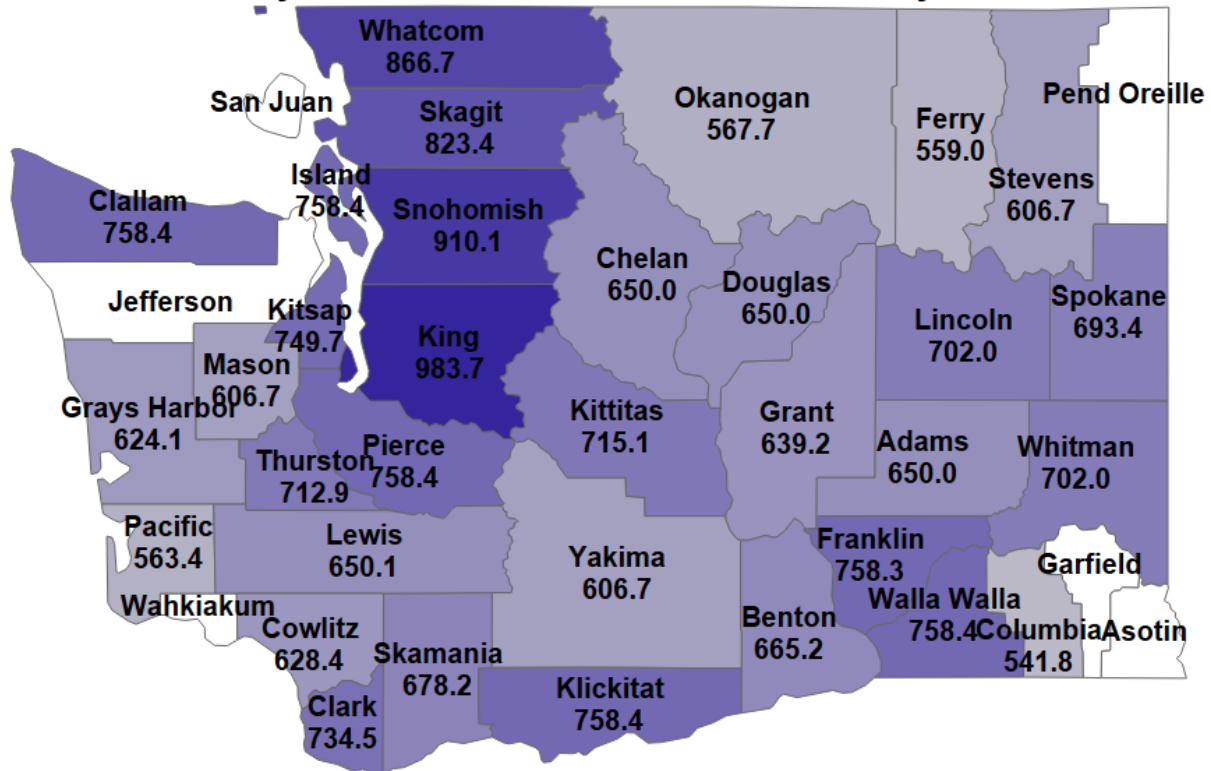 Whatcom
866.7
San Juan
Skagit
823.4
Okanogan
567.7
Ferry
559.0
Pend Oreille
Stevens
606.7
Island
758.4
Clallam
758.4
Snohomish
910.1
Chelan
650.0
Douglas
650.0
Jefferson
Kitsap
749.7
King
983.7
Lincoln
702.0
Spokane
693.4
Mason
606.7
Grays Harbor
624.1
Kittitas
715.1
Grant
639.2
Adams
650.0
Whitman
702.0
Thurston
712.9
Pierce
758.4
Pacific
563.4
Lewis
650.1
Yakima
606.7
Franklin
758.3
Garfield
Wahkiakum
Cowlitz
628.4
Skamania
678.2
Benton
665.2
Walla Walla
758.4
Columbia
541.8
Asotin
Clark
734.5
Klickitat
758.4